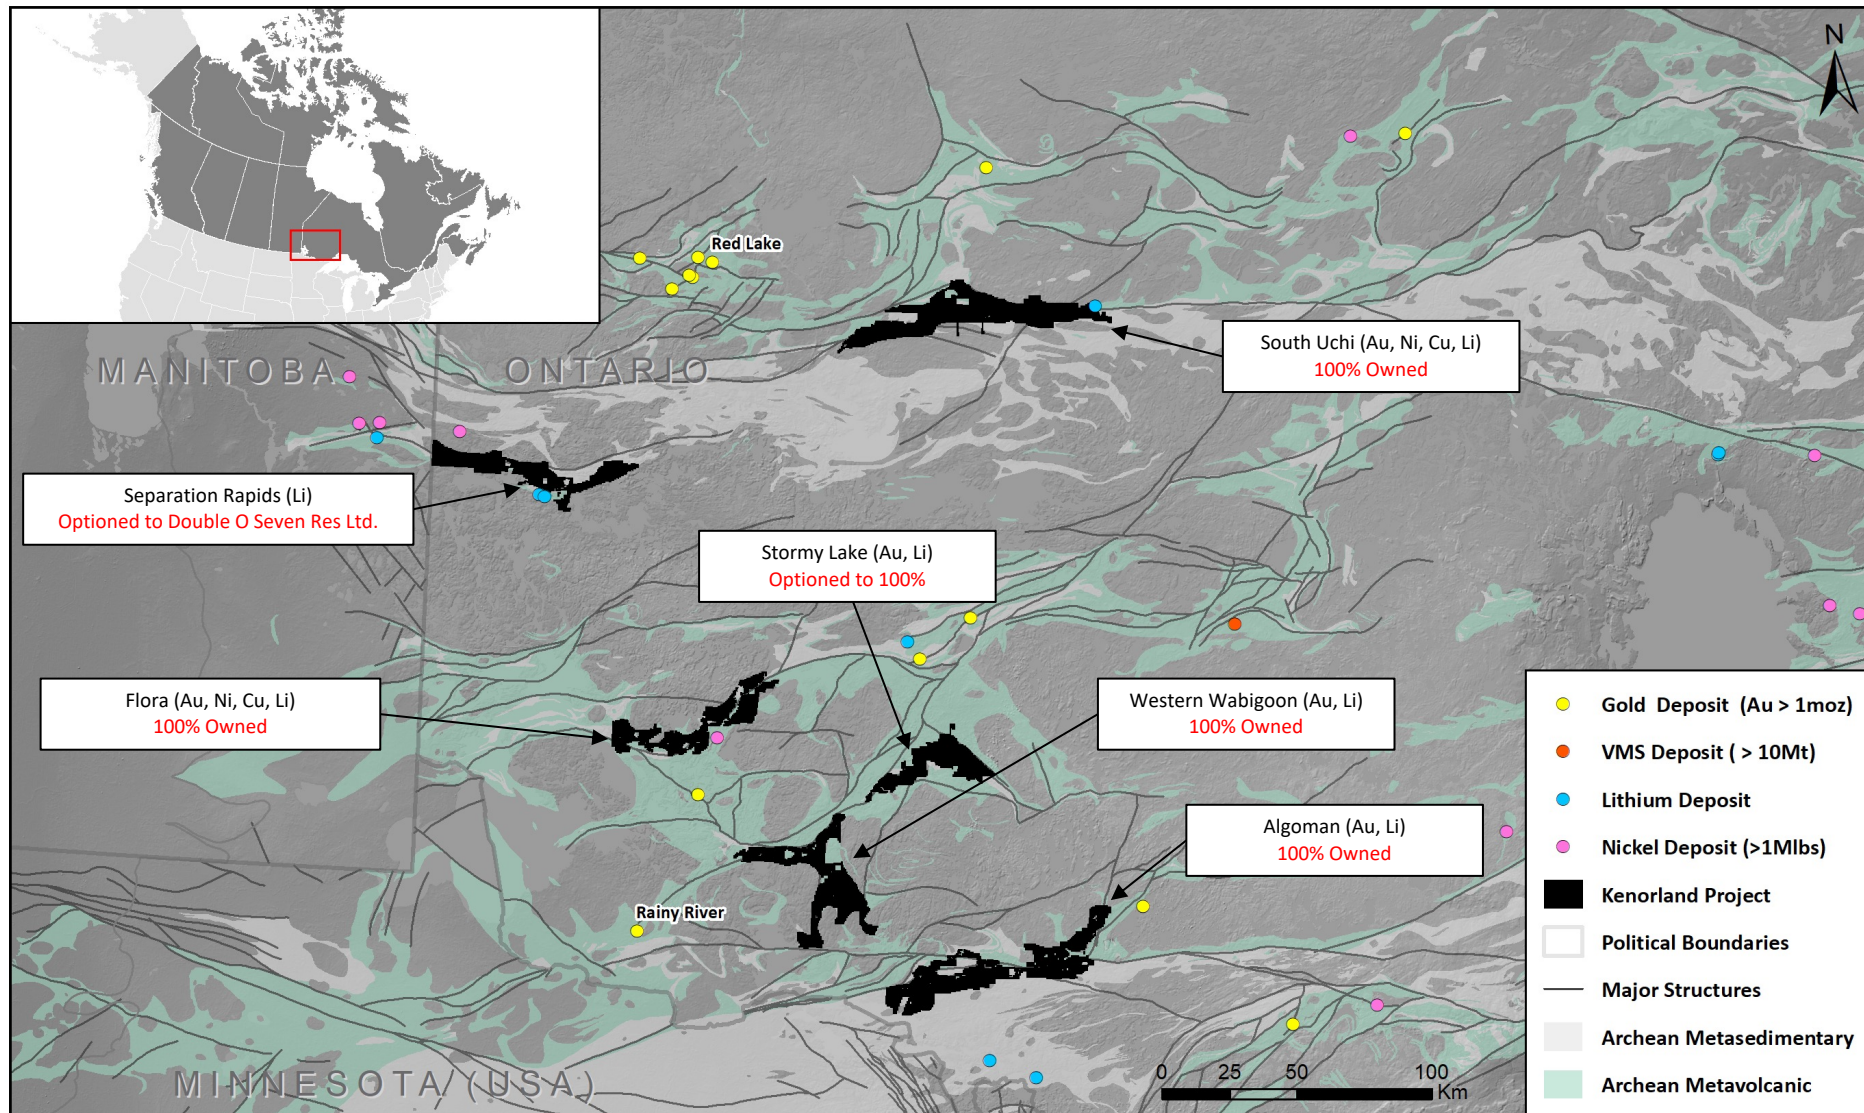 N
Red Lake
MANITOBA
ONTARIO
South Uchi (Au, Ni, Cu, Li)
100% Owned
Separation Rapids (Li)
Optioned to Double O Seven Res Ltd.
Stormy Lake (Au, Li)
Optioned to 100%
Flora (Au, Ni, Cu, Li)
100% Owned
Western Wabigoon (Au, Li)
100% Owned
Algoman (Au, Li)
100% Owned
Rainy River
MINNESOTA (USA)
0 25 50 100
Km
Gold Deposit (Au > 1moz)
VMS Deposit ( > 10Mt)
Lithium Deposit
Nickel Deposit (>1Mlbs)
Kenorland Project
Political Boundaries
Major Structures
Archean Metasedimentary
Archean Metavolcanic